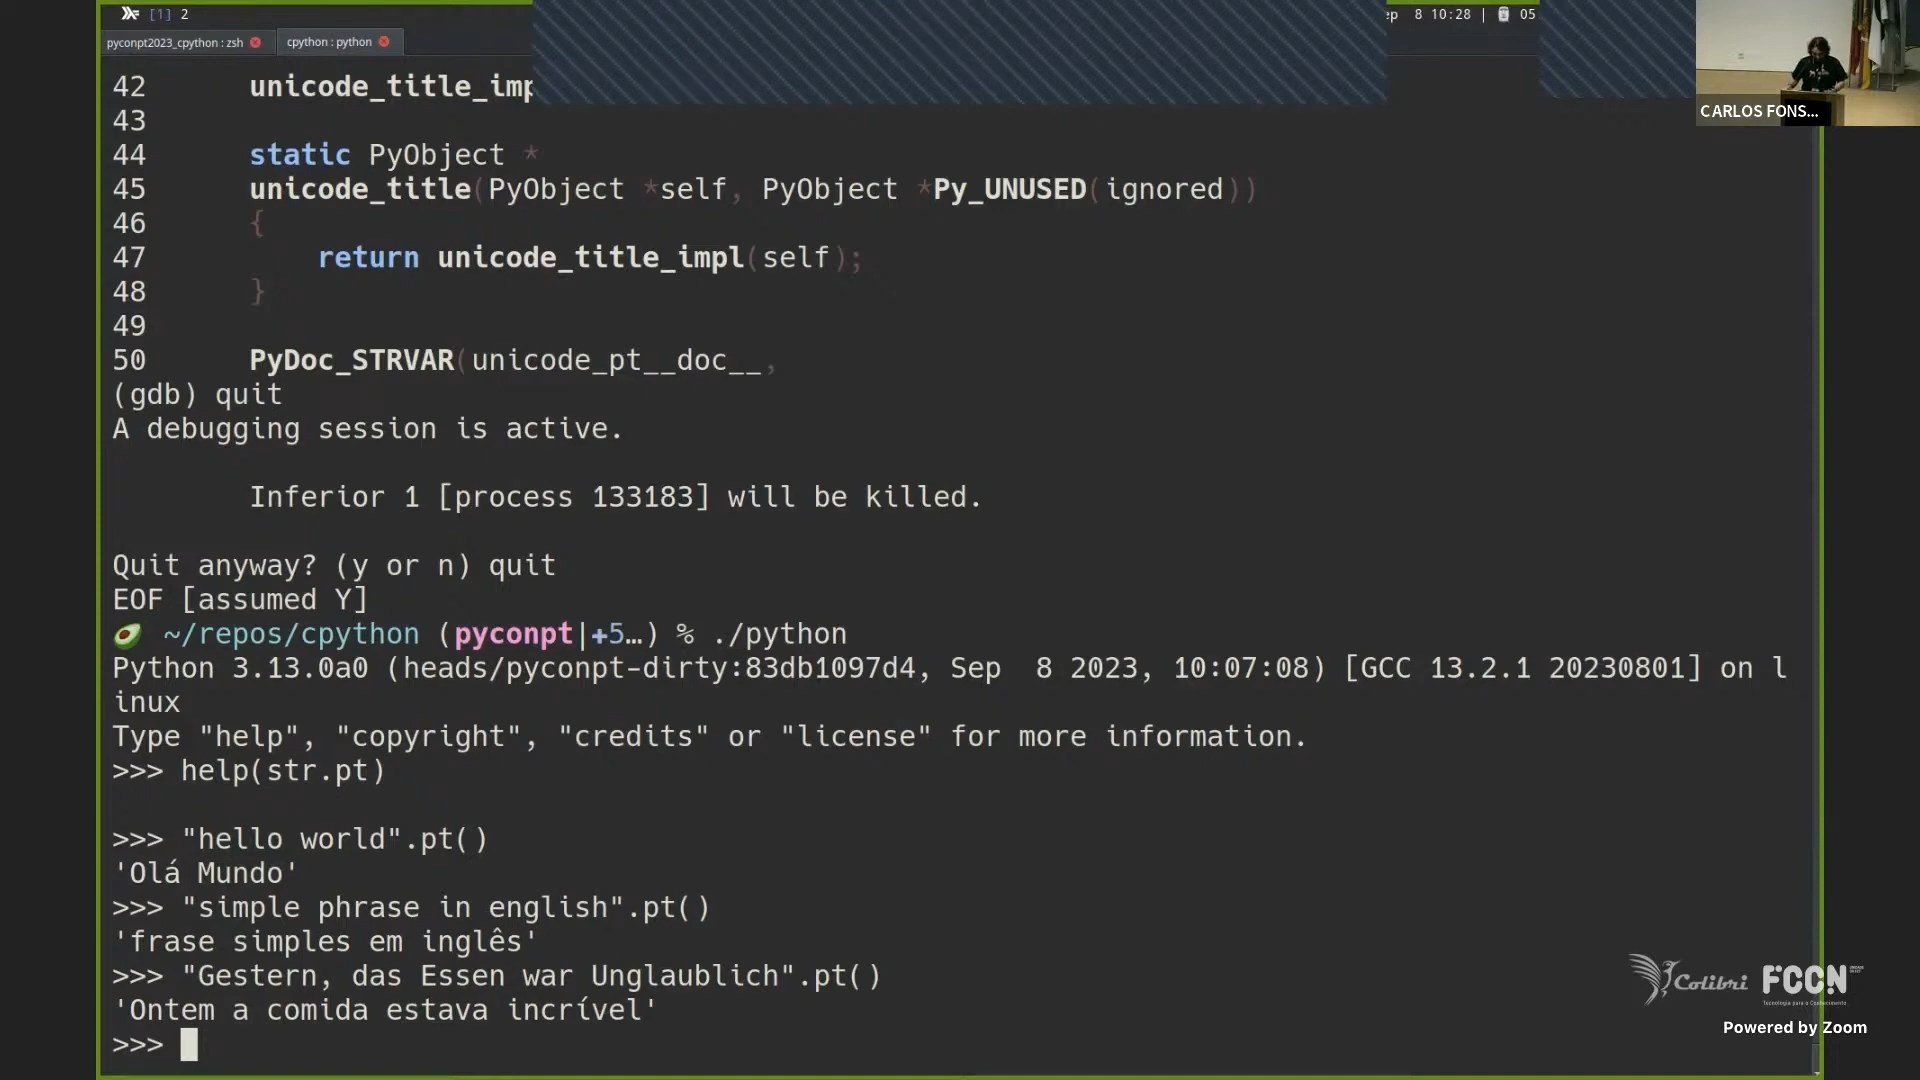 [1] 2
ep 8 10:28 | 05
pyconpt2023_cpython : zsh
cpython : python
CARLOS FONS...
42 unicode_title_imp
43
44 static PyObject *
45 unicode_title(PyObject *self, PyObject *Py_UNUSED(ignored))
46 {
47 return unicode_title_impl(self);
48 }
49
50 PyDoc_STRVAR(unicode_pt__doc__,
(gdb) quit
A debugging session is active.
Inferior 1 [process 133183] will be killed.
Quit anyway? (y or n) quit
EOF [assumed Y]
🥑 ~/repos/cpython (pyconpt|+5…) % ./python
Python 3.13.0a0 (heads/pyconpt-dirty:83db1097d4, Sep  8 2023, 10:07:08) [GCC 13.2.1 20230801] on l
inux
Type "help", "copyright", "credits" or "license" for more information.
>>> help(str.pt)
>>> "hello world".pt()
'Olá Mundo'
>>> "simple phrase in english".pt()
'frase simples em inglês'
>>> "Gestern, das Essen war Unglaublich".pt()
'Ontem a comida estava incrível'
>>>
Colibri FCCN
Tecnologia para o Conhecimento
Powered by Zoom